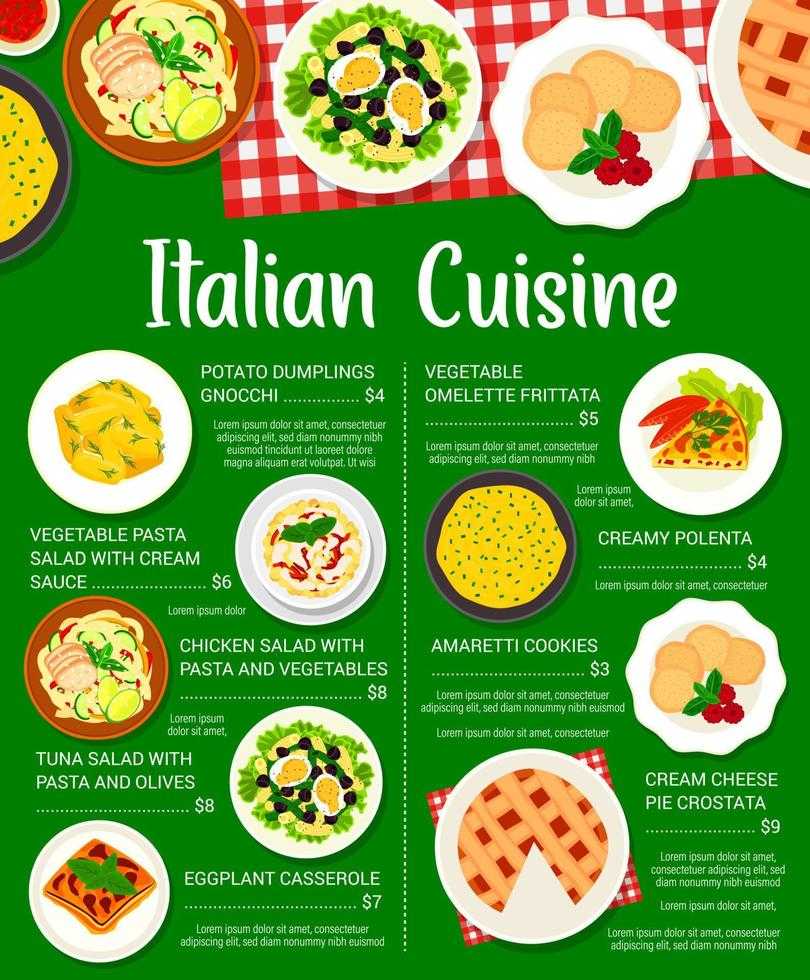 Italian Cuisine
POTATO DUMPLINGS
GNOCCHI ................ $4
Lorem ipsum dolor sit amet, consectetuer
adipiscing elit, sed diam nonummy nibh
euismod tincidunt ut laoreet dolore
magna aliquam erat volutpat. Ut wisi
VEGETABLE PASTA
SALAD WITH CREAM
SAUCE ........................ $6
Lorem ipsum dolor
CHICKEN SALAD WITH
PASTA AND VEGETABLES
...................................... $8
Lorem ipsum
dolor sit amet,
TUNA SALAD WITH
PASTA AND OLIVES
................................. $8
EGGPLANT CASSEROLE
..................................... $7
Lorem ipsum dolor sit amet, consectetuer
adipiscing elit, sed diam nonummy nibh euismod
VEGETABLE
OMELETTE FRITTATA
............................... $5
Lorem ipsum dolor sit amet, consectetuer
adipiscing elit, sed diam nonummy nibh
Lorem ipsum
dolor sit amet,
CREAMY POLENTA
.............................. $4
Lorem ipsum dolor sit amet, consectetuer
AMARETTI COOKIES
................................ $3
Lorem ipsum dolor sit amet, consectetuer
adipiscing elit, sed diam nonummy nibh euismod
Lorem ipsum dolor sit amet, consectetuer
CREAM CHEESE
PIE CROSTATA
....................... $9
Lorem ipsum dolor sit amet,
consectetuer adipiscing elit, sed
diam nonummy nibh euismod
Lorem ipsum dolor sit amet,
Lorem ipsum dolor sit amet, consectetuer
adipiscing elit, sed diam nonummy nibh